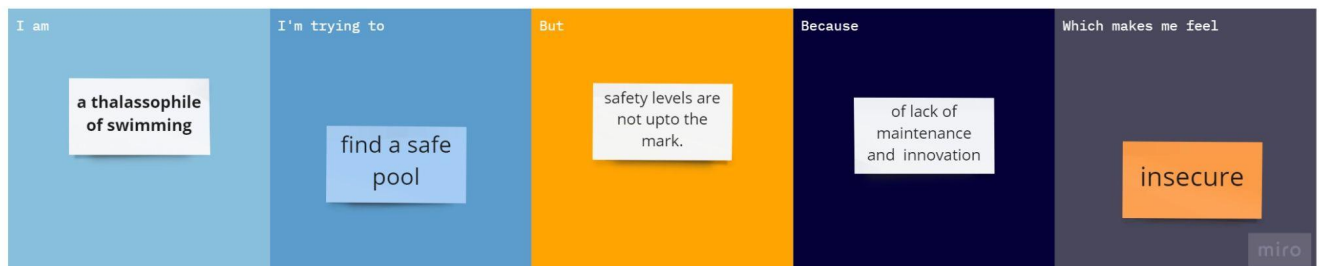 I am
a thalassophile
of swimming
I'm trying to
find a safe
pool
But
safety levels are
not upto the
mark.
Because
of lack of
maintenance
and innovation
Which makes me feel
insecure
miro